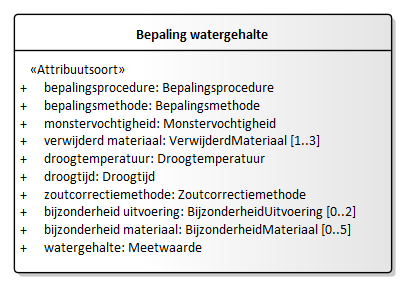 Bepaling watergehalte
«Attribuutsoort»
+ bepalingsprocedure: Bepalingsprocedure
+ bepalingsmethode: Bepalingsmethode
+ monstervochtigheid: Monstervochtigheid
+ verwijderd materiaal: VerwijderdMateriaal [1..3]
+ droogtemperatuur: Droogtemperatuur
+ droogtijd: Droogtijd
+ zoutcorrectiemethode: Zoutcorrectiemethode
+ bijzonderheid uitvoering: BijzonderheidUitvoering [0..2]
+ bijzonderheid materiaal: BijzonderheidMateriaal [0..5]
+ watergehalte: Meetwaarde